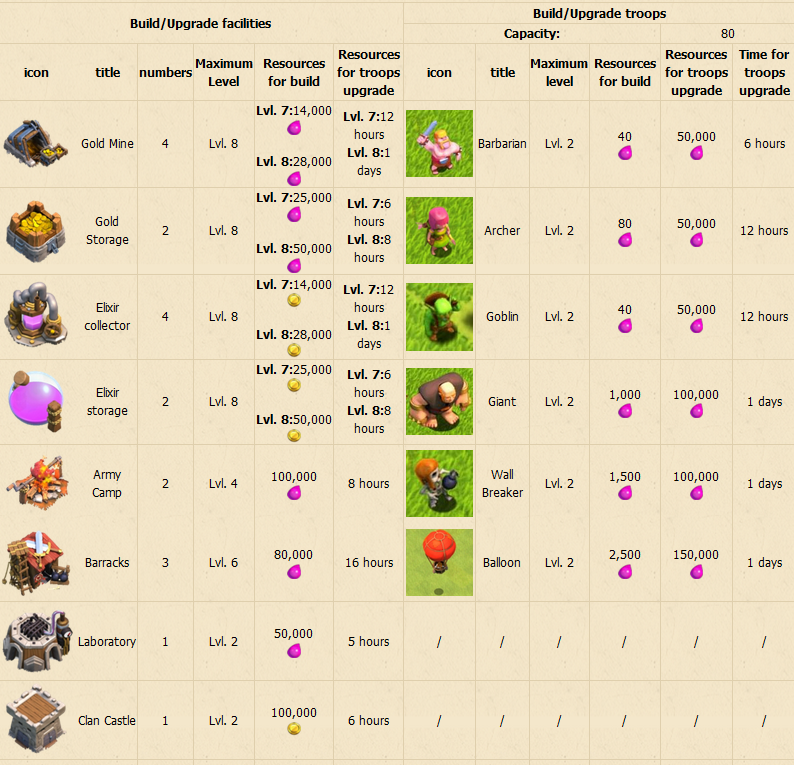 Build/Upgrade facilities
Build/Upgrade troops
Capacity: 80
icon title numbers Maximum Level Resources for build Resources for troops upgrade icon title Maximum level Resources for build Resources for troops upgrade Time for troops upgrade
Gold Mine 4 Lvl. 8 Lvl. 7:14,000 Lvl. 8:28,000 Lvl. 7:12 hours Lvl. 8:1 days Barbarian Lvl. 2 40 50,000 6 hours
Gold Storage 2 Lvl. 8 Lvl. 7:25,000 Lvl. 8:50,000 Lvl. 7:6 hours Lvl. 8:8 hours Archer Lvl. 2 80 50,000 12 hours
Elixir collector 4 Lvl. 8 Lvl. 7:14,000 Lvl. 8:28,000 Lvl. 7:12 hours Lvl. 8:1 days Goblin Lvl. 2 40 50,000 12 hours
Elixir storage 2 Lvl. 8 Lvl. 7:25,000 Lvl. 8:50,000 Lvl. 7:6 hours Lvl. 8:8 hours Giant Lvl. 2 1,000 100,000 1 days
Army Camp 2 Lvl. 4 100,000 8 hours Wall Breaker Lvl. 2 1,500 100,000 1 days
Barracks 3 Lvl. 6 80,000 16 hours Balloon Lvl. 2 2,500 150,000 1 days
Laboratory 1 Lvl. 2 50,000 5 hours / / / / / /
Clan Castle 1 Lvl. 2 100,000 6 hours / / / / / /